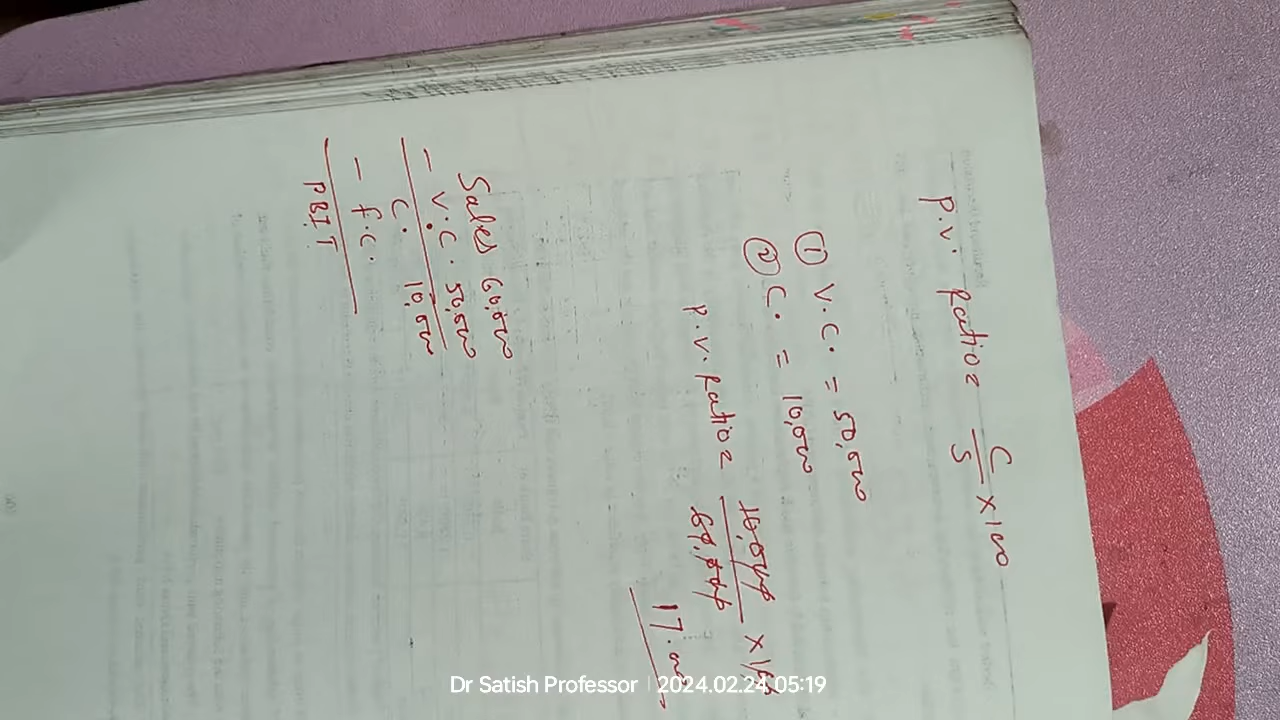 P.V. Ratio = C/S × 100
① V.C. = 50,000
② C. = 10,000
P.V. Ratio = 10,000/60,000 × 100
17.00
Sales 60,000
- V.C. 50,000
C. 10,000
- F.C.
PBIT
Dr Satish Professor | 2024.02.24 05:19